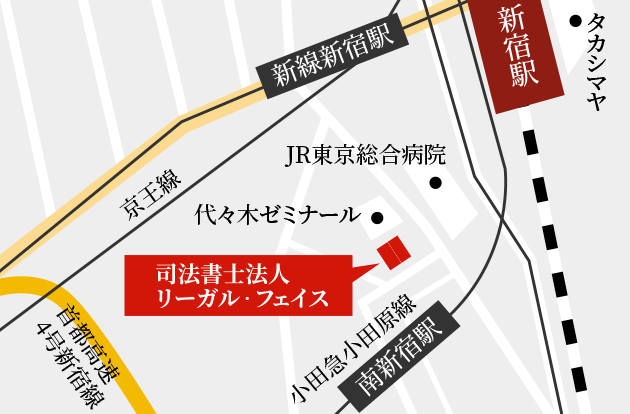 新宿駅
タカシマヤ
新線新宿駅
JR東京総合病院
京王線
代々木ゼミナール
司法書士法人
リーガル・フェイス
首都高速
4号新宿線
小田急小田原線
南新宿駅